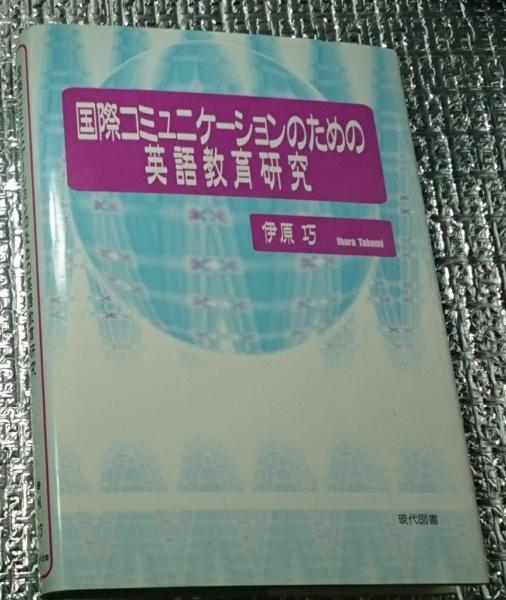 国際コミュニケーションのための
英語教育研究
伊原 巧 Ihara Takumi
現代図書